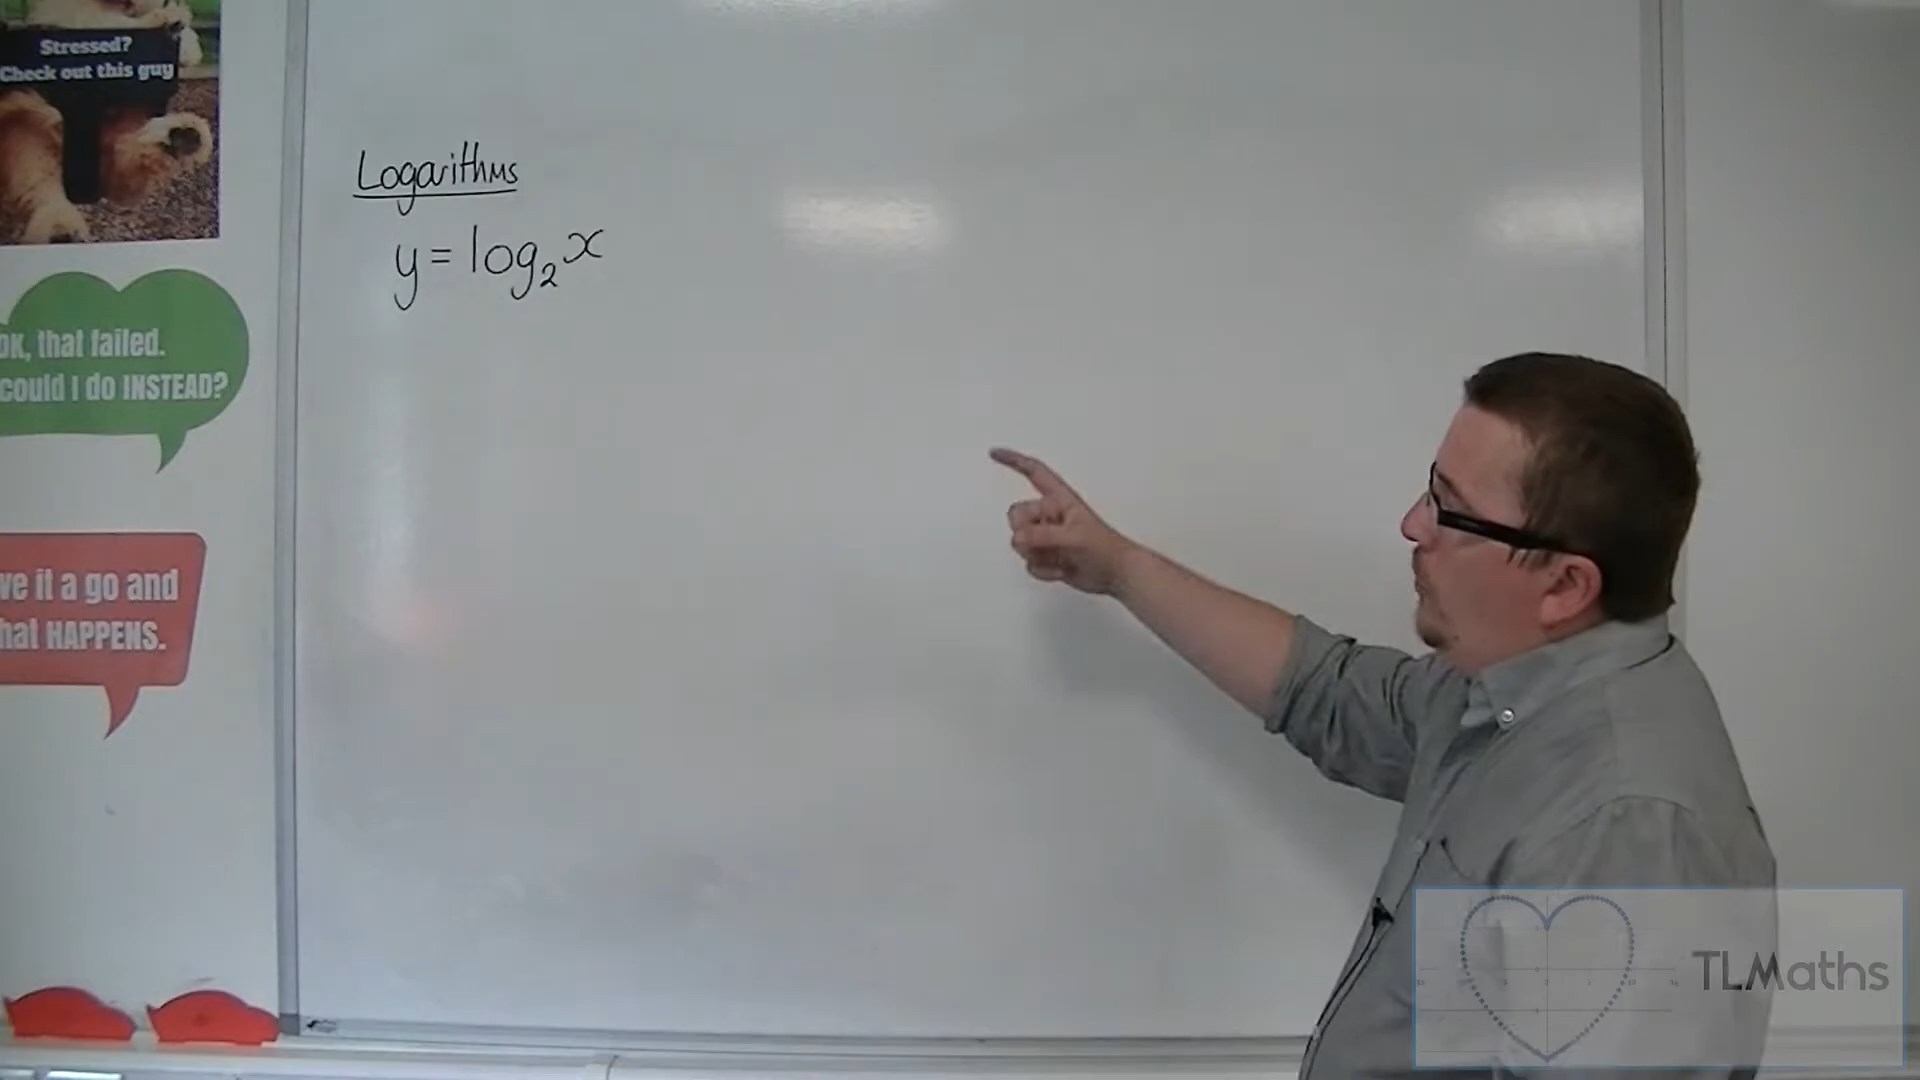 Stressed?
Check out this guy
Logarithms
y = log₂x
OK, that failed.
could I do INSTEAD?
ve it a go and
hat HAPPENS.
TLMaths